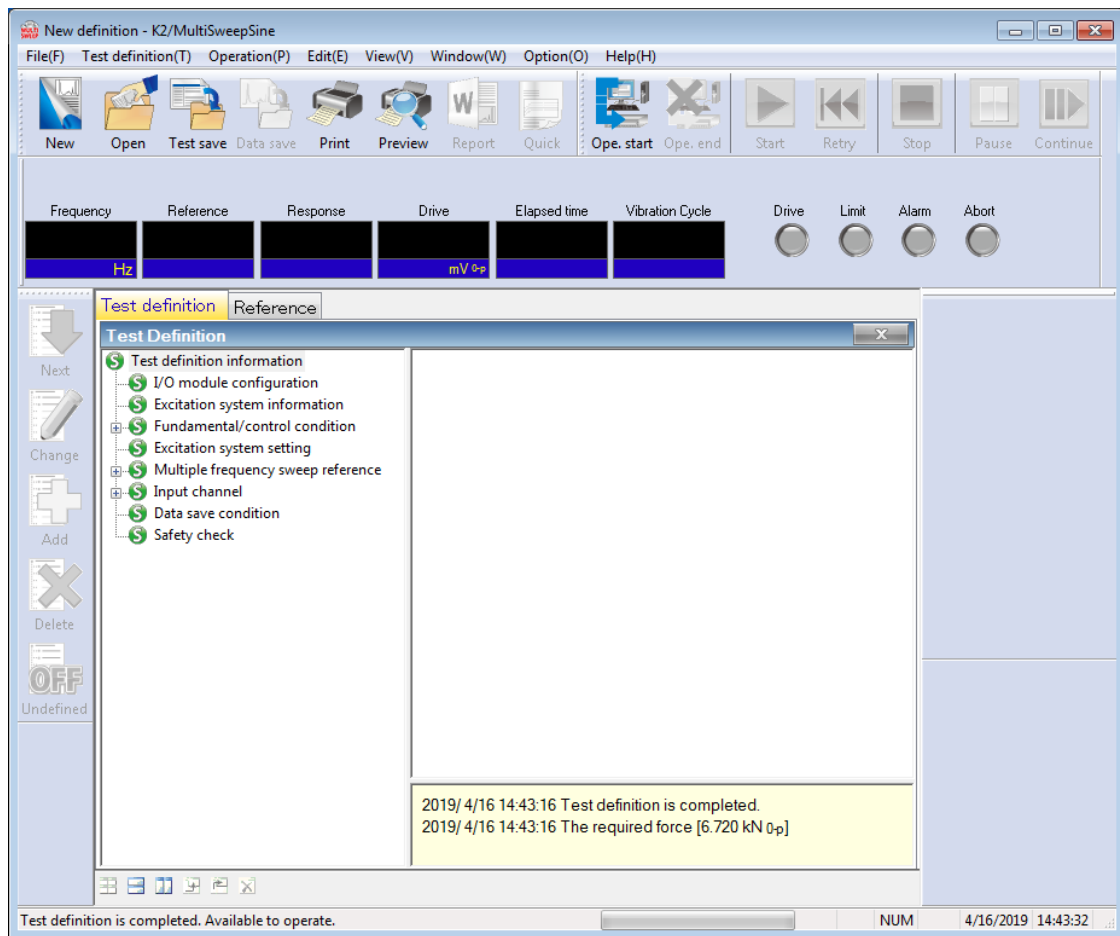 New definition - K2/MultiSweepSine
File(F) Test definition(T) Operation(P) Edit(E) View(V) Window(W) Option(O) Help(H)
New Open Test save Data save Print Preview Report Quick Ope. start Ope. end Start Retry Stop Pause Continue
Frequency Reference Response Drive Elapsed time Vibration Cycle Drive Limit Alarm Abort
Hz mV 0-p
Test definition Reference
Test Definition
Next
Change
Add
Delete
OFF
Undefined
Test definition information
I/O module configuration
Excitation system information
Fundamental/control condition
Excitation system setting
Multiple frequency sweep reference
Input channel
Data save condition
Safety check
2019/ 4/16 14:43:16 Test definition is completed.
2019/ 4/16 14:43:16 The required force [6.720 kN 0-p]
Test definition is completed. Available to operate. NUM 4/16/2019 14:43:32